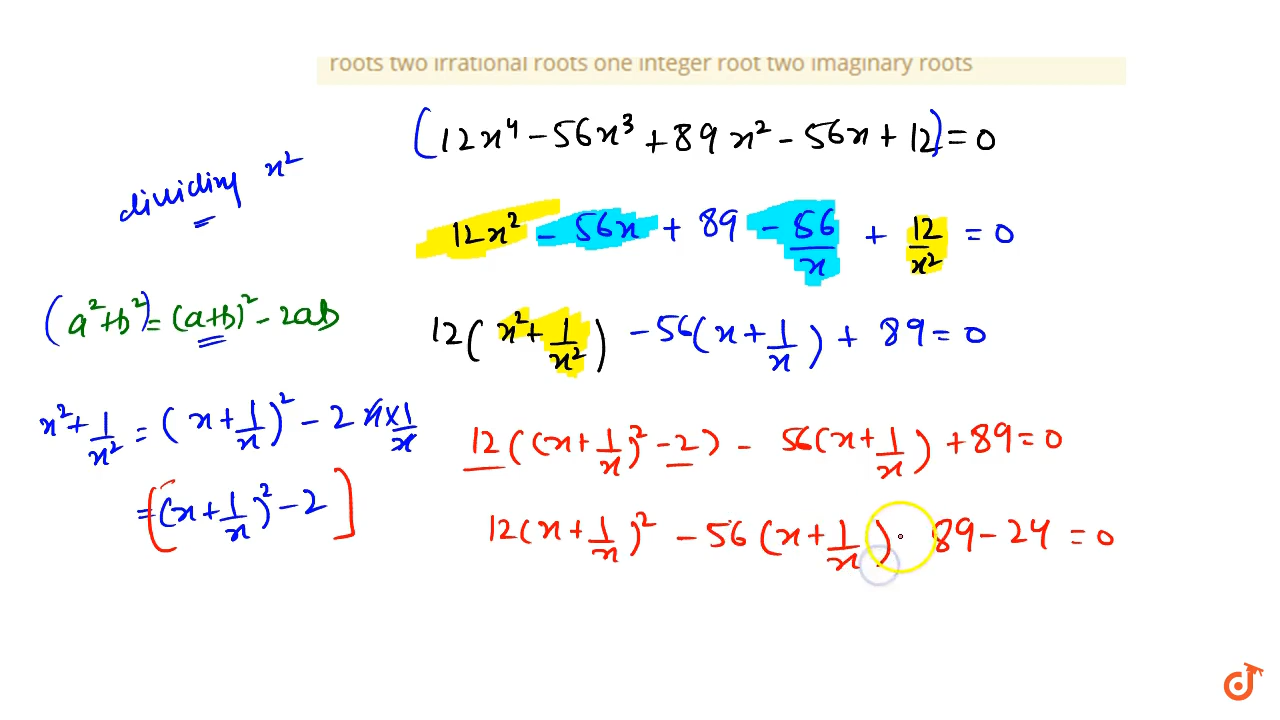 roots two irrational roots one integer root two imaginary roots
(12x⁴ - 56x³ + 89x² - 56x + 12) = 0
dividing x²
12x² - 56x + 89 - 56/x + 12/x² = 0
(a²+b²) = (a+b)² - 2ab
12(x² + 1/x²) - 56(x + 1/x) + 89 = 0
x² + 1/x² = (x + 1/x)² - 2 x × 1/x
12((x + 1/x)² - 2) - 56(x + 1/x) + 89 = 0
= [(x + 1/x)² - 2]
12(x + 1/x)² - 56(x + 1/x) · 89 - 24 = 0